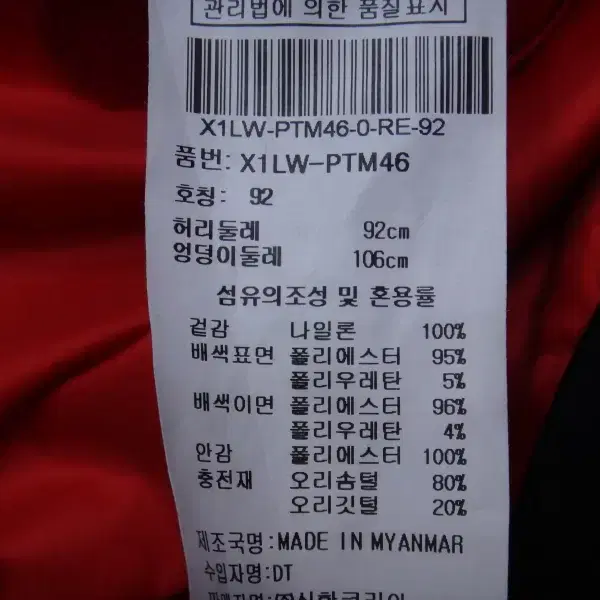 관리법에 의한 품질표시
X1LW-PTM46-0-RE-92
품번: X1LW-PTM46
호칭: 92
허리둘레 92cm
엉덩이둘레 106cm
섬유의조성 및 혼용률
겉감 나일론 100%
배색표면 폴리에스터 95%
폴리우레탄 5%
배색이면 폴리에스터 96%
폴리우레탄 4%
안감 폴리에스터 100%
충전재 오리솜털 80%
오리깃털 20%
제조국명:MADE IN MYANMAR
수입자명:DT